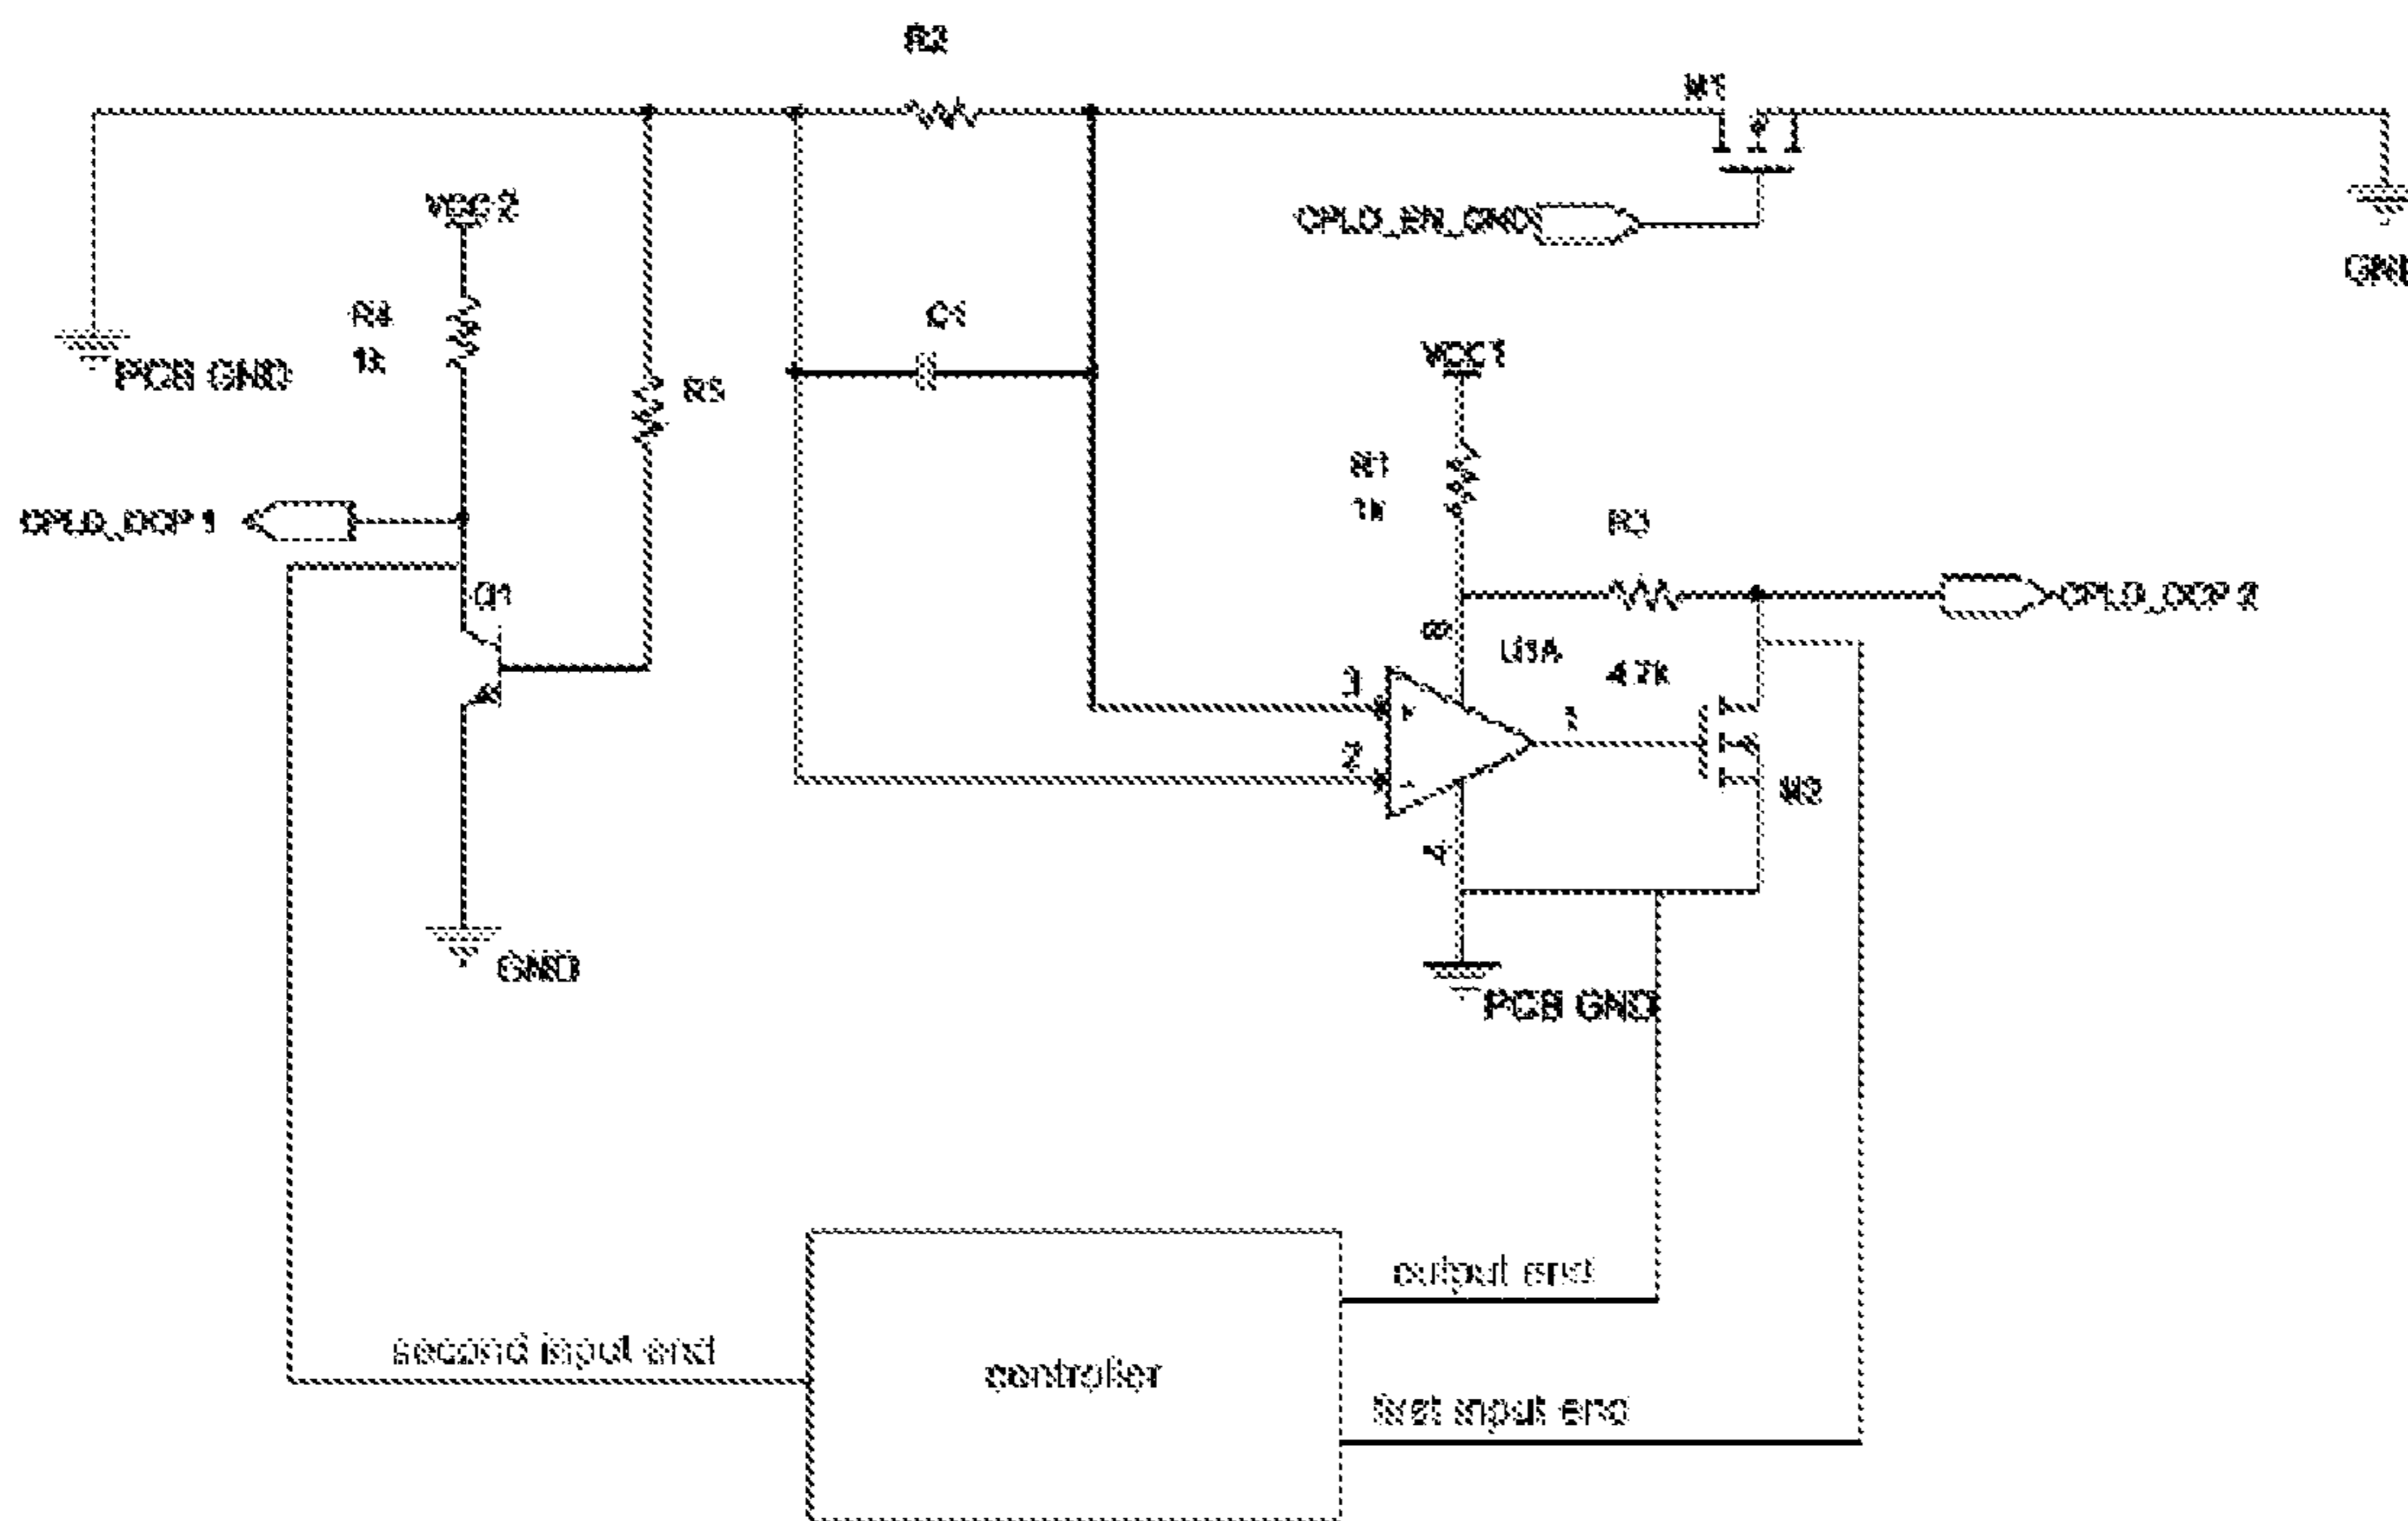 R2
M1
VCC2
CPLD_EN_GND
R4
1k
C1
PCB GND
VCC1
R5
R1
1k
CPLD_OCP 1
R3
Q1
CPLD_OCP 2
8
U1A
4.7k
3
+
1
2
-
M2
4
GND
PCB GND
output end
second input end
controller
first input end